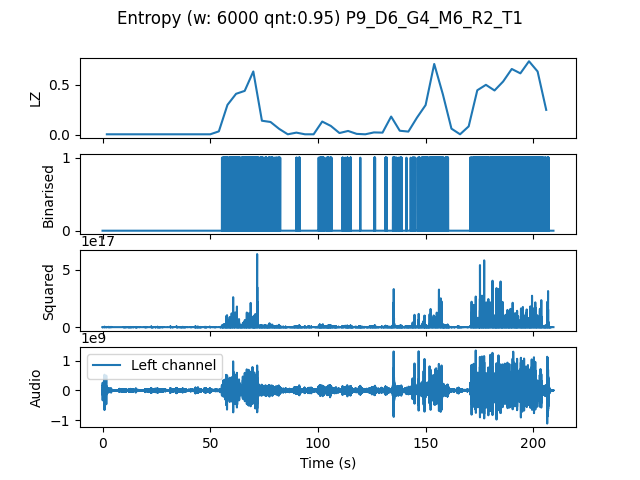 Entropy (w: 6000 qnt:0.95) P9_D6_G4_M6_R2_T1
LZ
0.5
0.0
Binarised
1
0
1e17
Squared
5
0
1e9
Audio
1
0
−1
Left channel
0 50 100 150 200
Time (s)